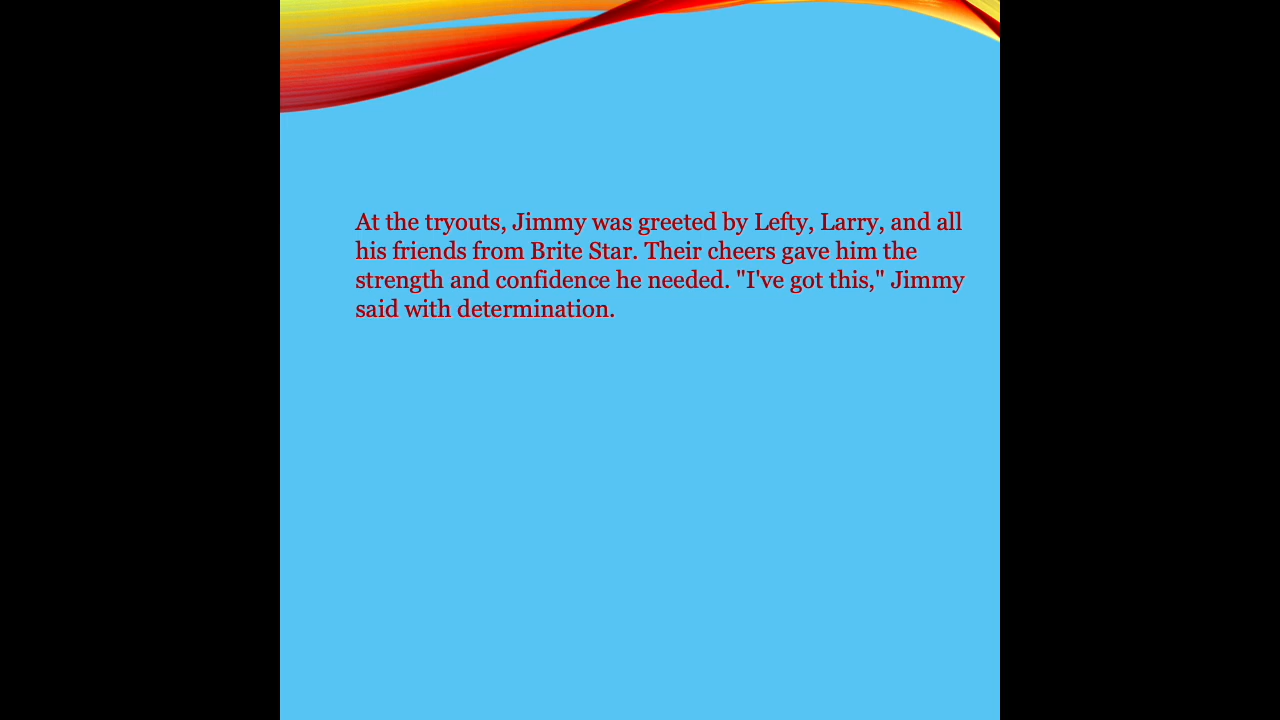 At the tryouts, Jimmy was greeted by Lefty, Larry, and all
his friends from Brite Star. Their cheers gave him the
strength and confidence he needed. "I've got this," Jimmy
said with determination.